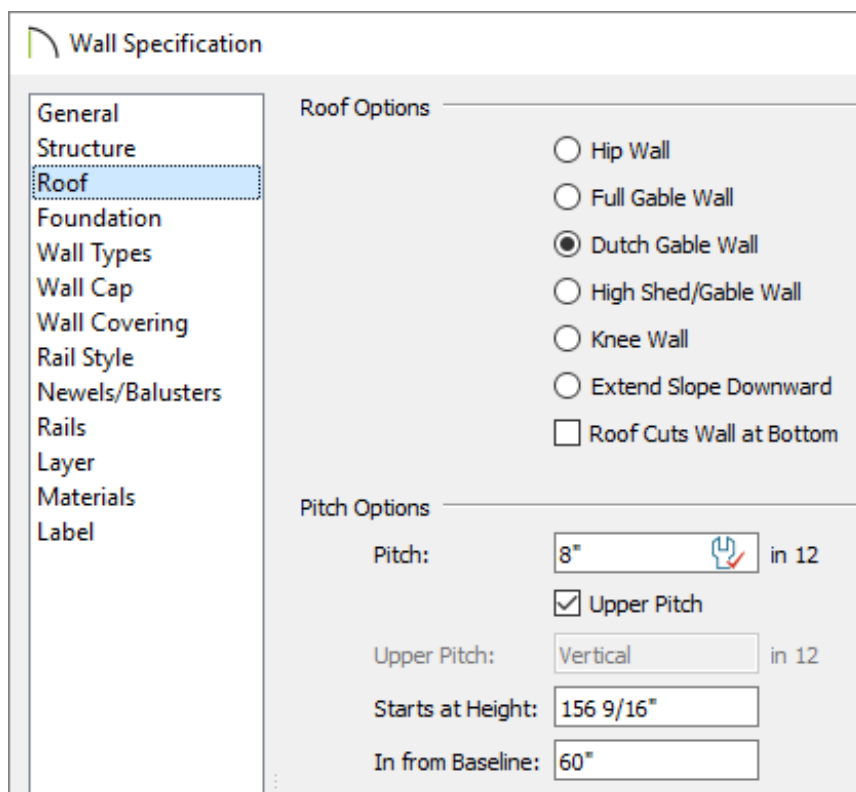 Wall Specification
General
Structure
Roof
Foundation
Wall Types
Wall Cap
Wall Covering
Rail Style
Newels/Balusters
Rails
Layer
Materials
Label
Roof Options
Hip Wall
Full Gable Wall
Dutch Gable Wall
High Shed/Gable Wall
Knee Wall
Extend Slope Downward
Roof Cuts Wall at Bottom
Pitch Options
Pitch: 8" in 12
Upper Pitch
Upper Pitch: Vertical in 12
Starts at Height: 156 9/16"
In from Baseline: 60"